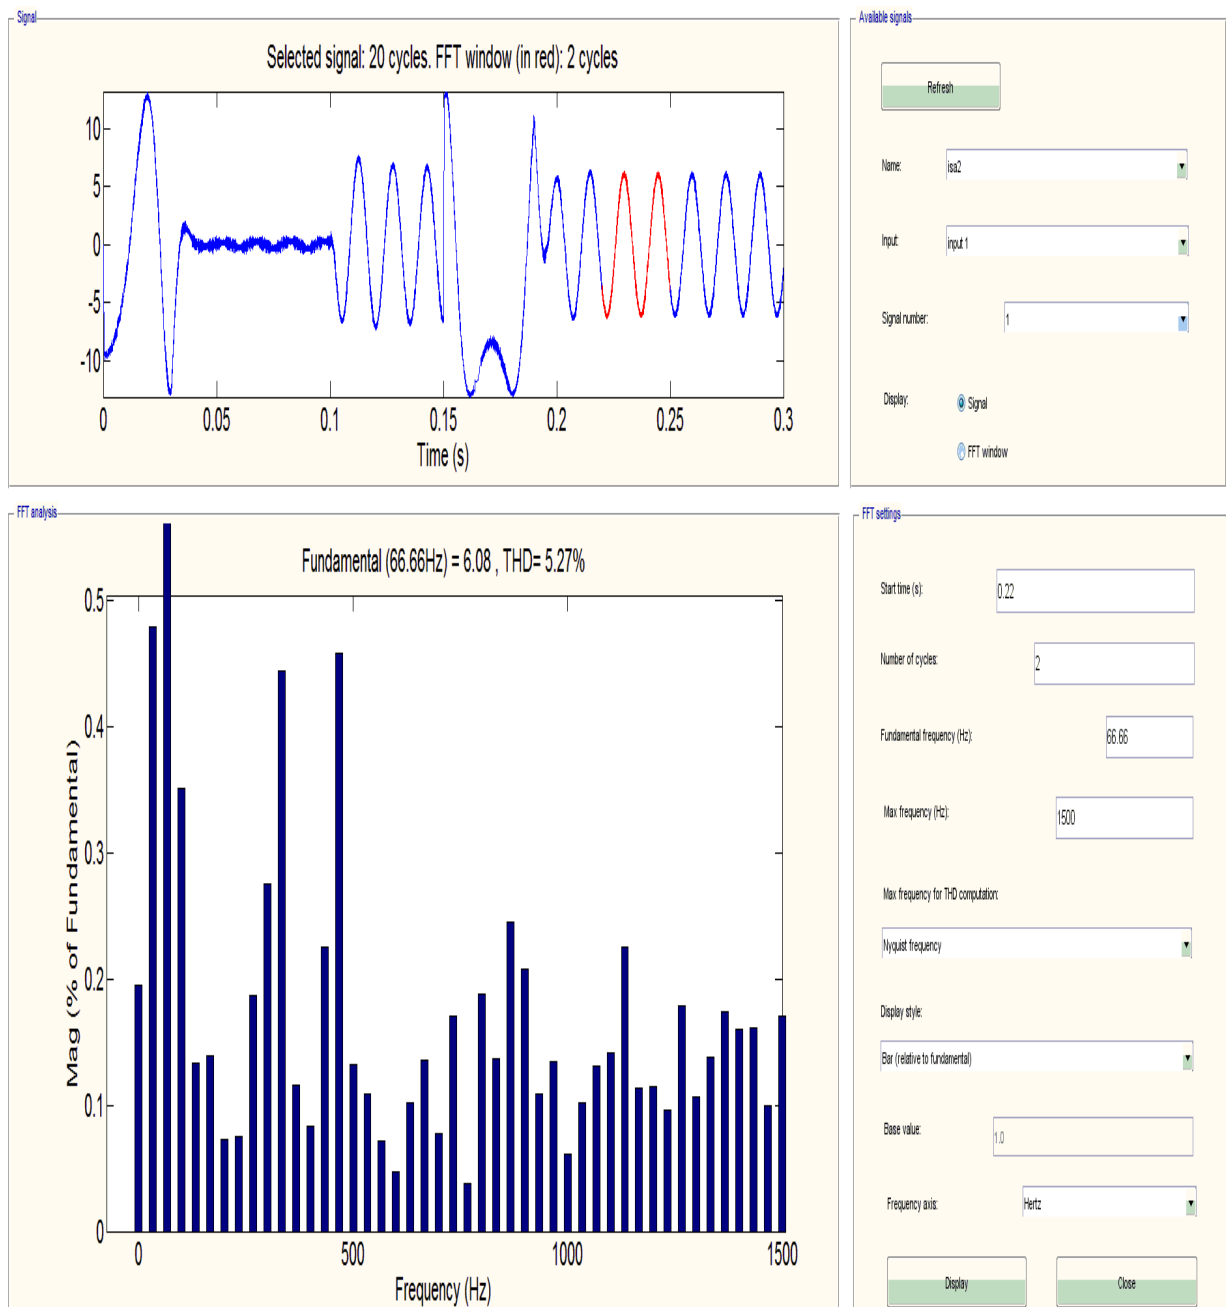 Signal
Selected signal: 20 cycles. FFT window (in red): 2 cycles
10
5
0
-5
-10
0
0.05
0.1
0.15
0.2
0.25
0.3
Time (s)
Available signals
Refresh
Name:
isa2
Input:
input 1
Signal number:
1
Display:
Signal
FFT window
FFT analysis
Fundamental (66.66Hz) = 6.08 , THD= 5.27%
0.5
0.4
0.3
0.2
0.1
0
Mag (% of Fundamental)
0
500
1000
1500
Frequency (Hz)
FFT settings
Start time (s):
0.22
Number of cycles:
2
Fundamental frequency (Hz):
66.66
Max frequency (Hz):
1500
Max frequency for THD computation:
Nyquist frequency
Display style:
Bar (relative to fundamental)
Base value:
1.0
Frequency axis:
Hertz
Display
Close